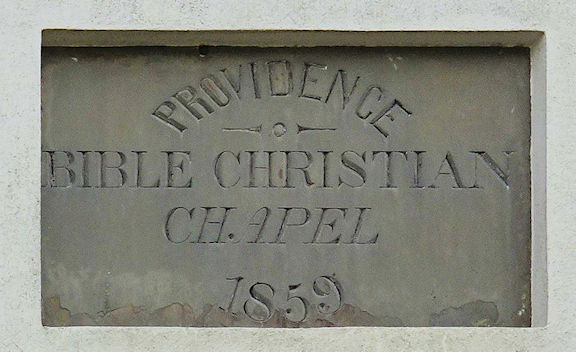 PROVIDENCE
BIBLE CHRISTIAN
CHAPEL
1859